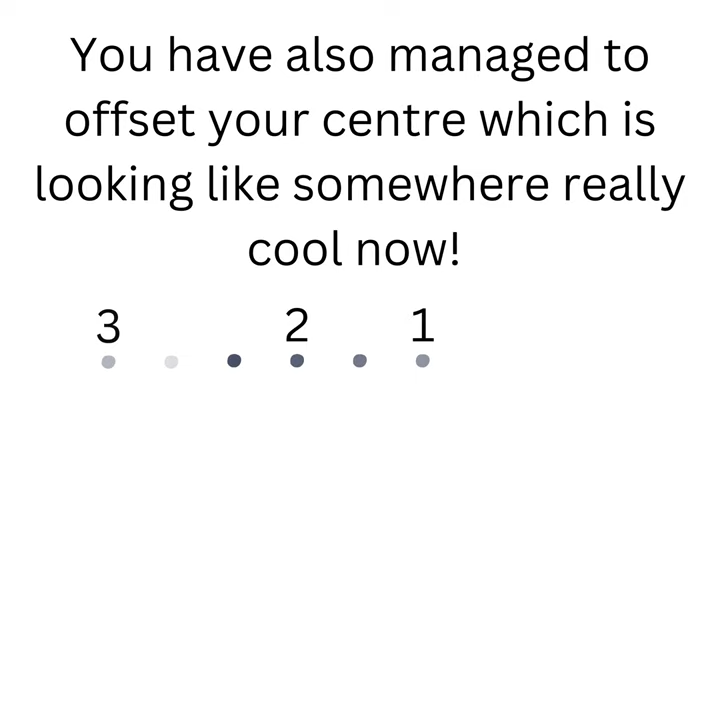 You have also managed to
offset your centre which is
looking like somewhere really
cool now!
3 2 1